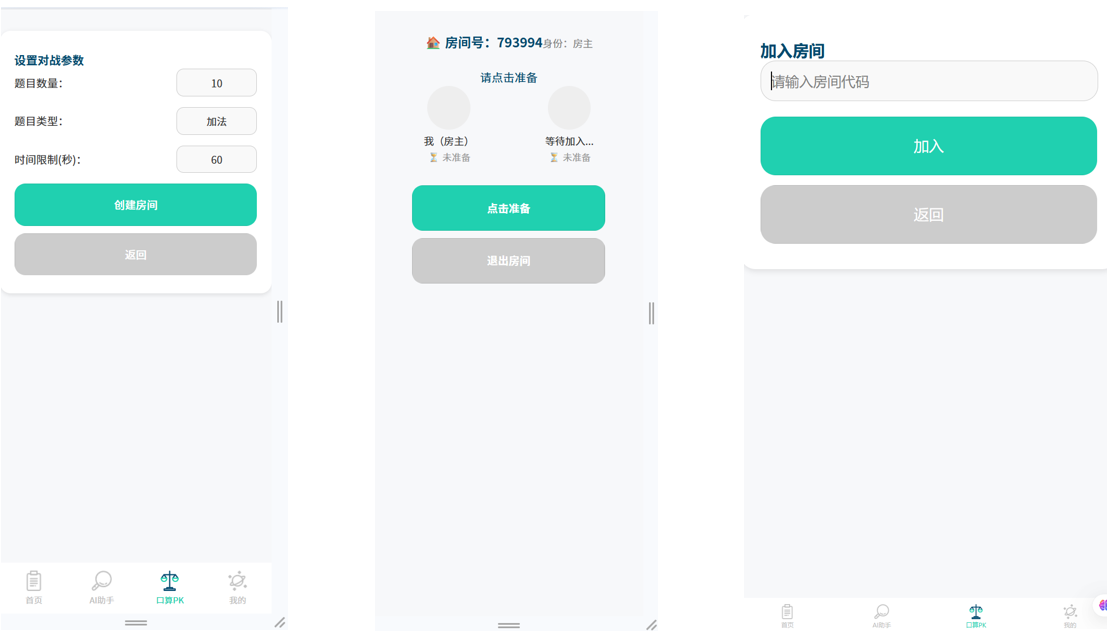 设置对战参数
题目数量： 10
题目类型： 加法
时间限制(秒)： 60
创建房间
返回
首页 AI助手 口算PK 我的
🏠 房间号：793994身份：房主
请点击准备
我（房主） 等待加入...
⏳ 未准备 ⏳ 未准备
点击准备
退出房间
加入房间
请输入房间代码
加入
返回
首页 AI助手 口算PK 我的